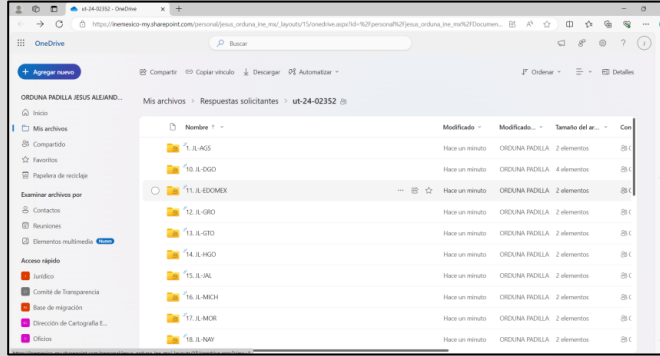 ut-24-02352 - OneDrive
https://inemexico-my.sharepoint.com/personal/jesus_orduna_ine_mx/_layouts/15/onedrive.aspx?id=%2Fpersonal%2Fjesus_orduna_ine_mx%2FDocumen...
OneDrive
Buscar
+ Agregar nuevo
Compartir Copiar vínculo Descargar Automatizar Ordenar Detalles
ORDUNA PADILLA JESUS ALEJAND...
Mis archivos > Respuestas solicitantes > ut-24-02352
Inicio
Mis archivos
Compartido
Favoritos
Papelera de reciclaje
Examinar archivos por
Contactos
Reuniones
Elementos multimedia Nuevo
Acceso rápido
Jurídico
Comité de Transparencia
Base de migración
Dirección de Cartografía E...
Oficios
Nombre ↑ Modificado Modificado... Tamaño del ar... Con
1. JL-AGS Hace un minuto ORDUNA PADILLA 2 elementos
10. JL-DGO Hace un minuto ORDUNA PADILLA 4 elementos
11. JL-EDOMEX Hace un minuto ORDUNA PADILLA 2 elementos
12. JL-GRO Hace un minuto ORDUNA PADILLA 2 elementos
13. JL-GTO Hace un minuto ORDUNA PADILLA 2 elementos
14. JL-HGO Hace un minuto ORDUNA PADILLA 2 elementos
15. JL-JAL Hace un minuto ORDUNA PADILLA 2 elementos
16. JL-MICH Hace un minuto ORDUNA PADILLA 2 elementos
17. JL-MOR Hace un minuto ORDUNA PADILLA 2 elementos
18. JL-NAY Hace un minuto ORDUNA PADILLA 2 elementos